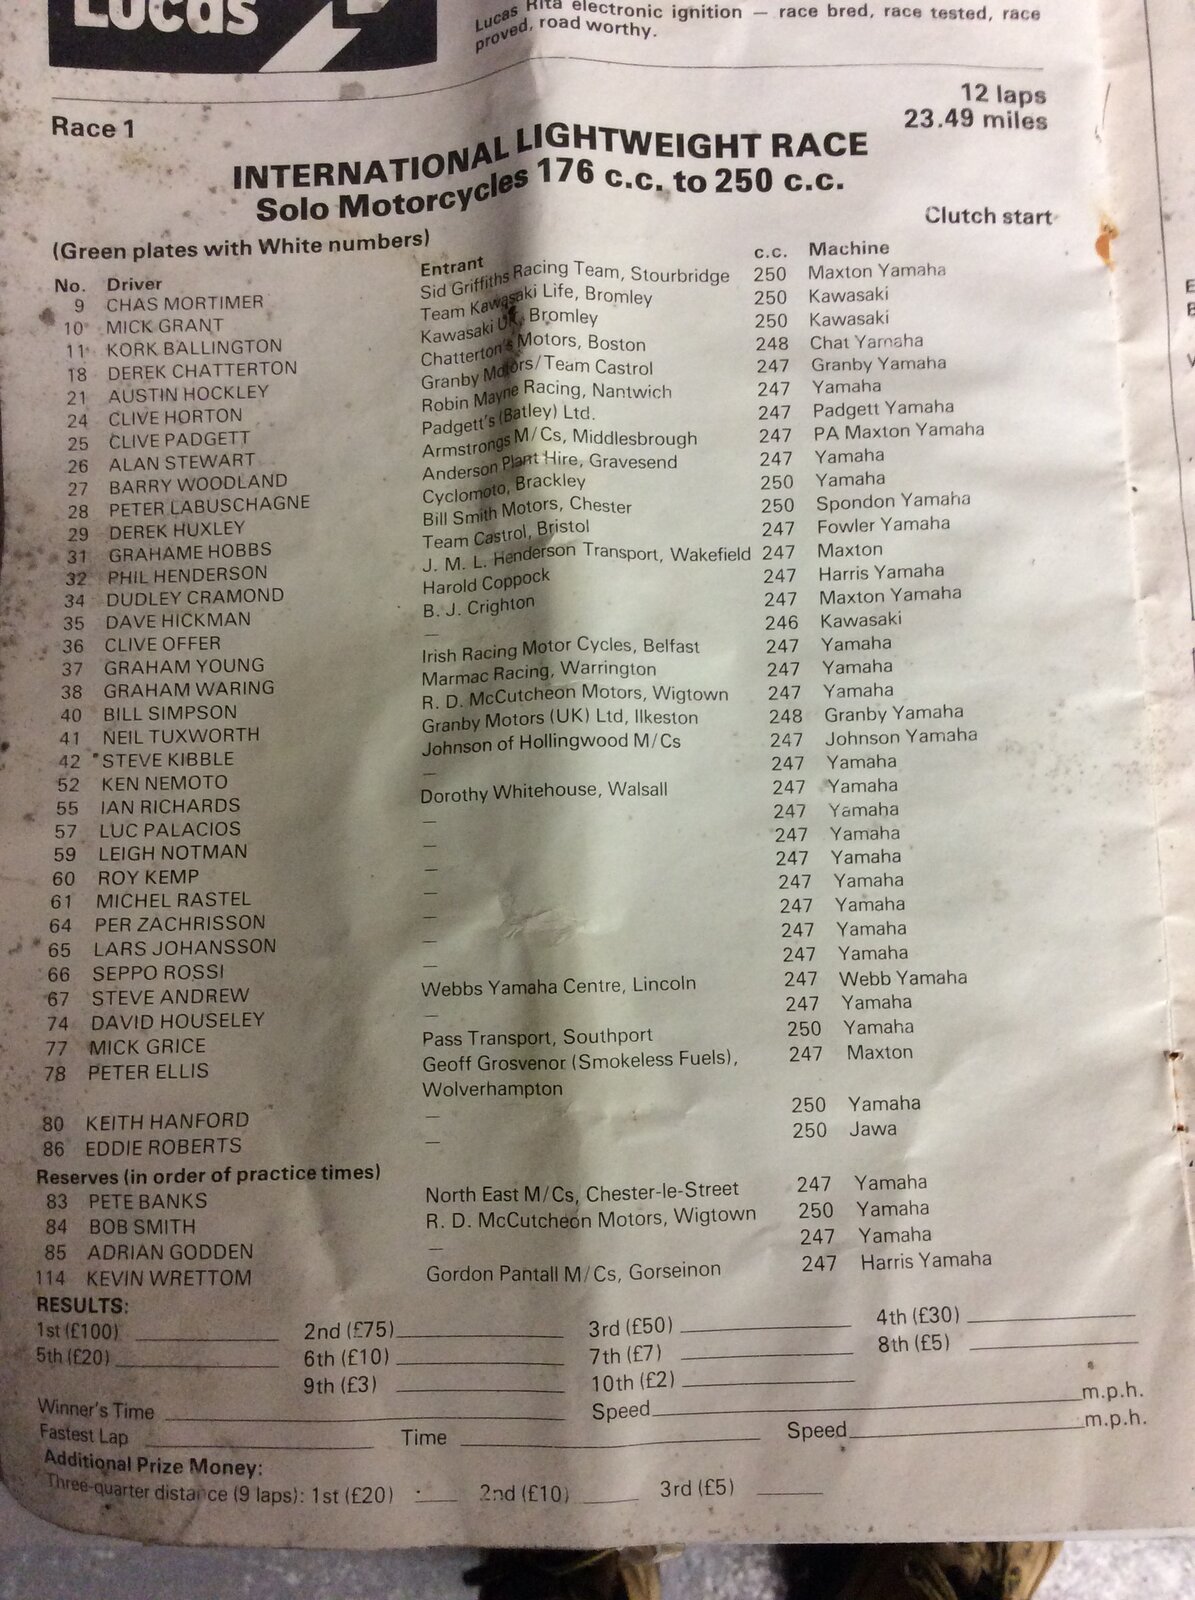 Lucas
Lucas Rita electronic ignition — race bred, race tested, race
proved, road worthy.
12 laps
Race 1 23.49 miles
INTERNATIONAL LIGHTWEIGHT RACE
Solo Motorcycles 176 c.c. to 250 c.c.
Clutch start
(Green plates with White numbers)
No. Driver Entrant c.c. Machine
9 CHAS MORTIMER Sid Griffiths Racing Team, Stourbridge 250 Maxton Yamaha
10 MICK GRANT Team Kawasaki Life, Bromley 250 Kawasaki
11 KORK BALLINGTON Kawasaki UK, Bromley 250 Kawasaki
18 DEREK CHATTERTON Chatterton's Motors, Boston 248 Chat Yamaha
21 AUSTIN HOCKLEY Granby Motors/Team Castrol 247 Granby Yamaha
24 CLIVE HORTON Robin Mayne Racing, Nantwich 247 Yamaha
25 CLIVE PADGETT Padgett's (Batley) Ltd. 247 Padgett Yamaha
26 ALAN STEWART Armstrongs M/Cs, Middlesbrough 247 PA Maxton Yamaha
27 BARRY WOODLAND Anderson Plant Hire, Gravesend 247 Yamaha
28 PETER LABUSCHAGNE Cyclomoto, Brackley 250 Yamaha
29 DEREK HUXLEY Bill Smith Motors, Chester 250 Spondon Yamaha
31 GRAHAME HOBBS Team Castrol, Bristol 247 Fowler Yamaha
32 PHIL HENDERSON J. M. L. Henderson Transport, Wakefield 247 Maxton
34 DUDLEY CRAMOND Harold Coppock 247 Harris Yamaha
35 DAVE HICKMAN B. J. Crighton 247 Maxton Yamaha
36 CLIVE OFFER — 246 Kawasaki
37 GRAHAM YOUNG Irish Racing Motor Cycles, Belfast 247 Yamaha
38 GRAHAM WARING Marmac Racing, Warrington 247 Yamaha
40 BILL SIMPSON R. D. McCutcheon Motors, Wigtown 247 Yamaha
41 NEIL TUXWORTH Granby Motors (UK) Ltd, Ilkeston 248 Granby Yamaha
42 STEVE KIBBLE Johnson of Hollingwood M/Cs 247 Johnson Yamaha
52 KEN NEMOTO — 247 Yamaha
55 IAN RICHARDS Dorothy Whitehouse, Walsall 247 Yamaha
57 LUC PALACIOS — 247 Yamaha
59 LEIGH NOTMAN — 247 Yamaha
60 ROY KEMP — 247 Yamaha
61 MICHEL RASTEL — 247 Yamaha
64 PER ZACHRISSON — 247 Yamaha
65 LARS JOHANSSON — 247 Yamaha
66 SEPPO ROSSI — 247 Yamaha
67 STEVE ANDREW Webbs Yamaha Centre, Lincoln 247 Webb Yamaha
74 DAVID HOUSELEY — 247 Yamaha
77 MICK GRICE Pass Transport, Southport 250 Yamaha
78 PETER ELLIS Geoff Grosvenor (Smokeless Fuels), 247 Maxton
Wolverhampton
80 KEITH HANFORD — 250 Yamaha
86 EDDIE ROBERTS — 250 Jawa
Reserves (in order of practice times)
83 PETE BANKS North East M/Cs, Chester-le-Street 247 Yamaha
84 BOB SMITH R. D. McCutcheon Motors, Wigtown 250 Yamaha
85 ADRIAN GODDEN — 247 Yamaha
114 KEVIN WRETTOM Gordon Pantall M/Cs, Gorseinon 247 Harris Yamaha
RESULTS:
1st (£100) 2nd (£75) 3rd (£50) 4th (£30)
5th (£20) 6th (£10) 7th (£7) 8th (£5)
9th (£3) 10th (£2)
Winner's Time Speed m.p.h.
Fastest Lap Time Speed m.p.h.
Additional Prize Money:
Three-quarter distance (9 laps): 1st (£20) 2nd (£10) 3rd (£5)